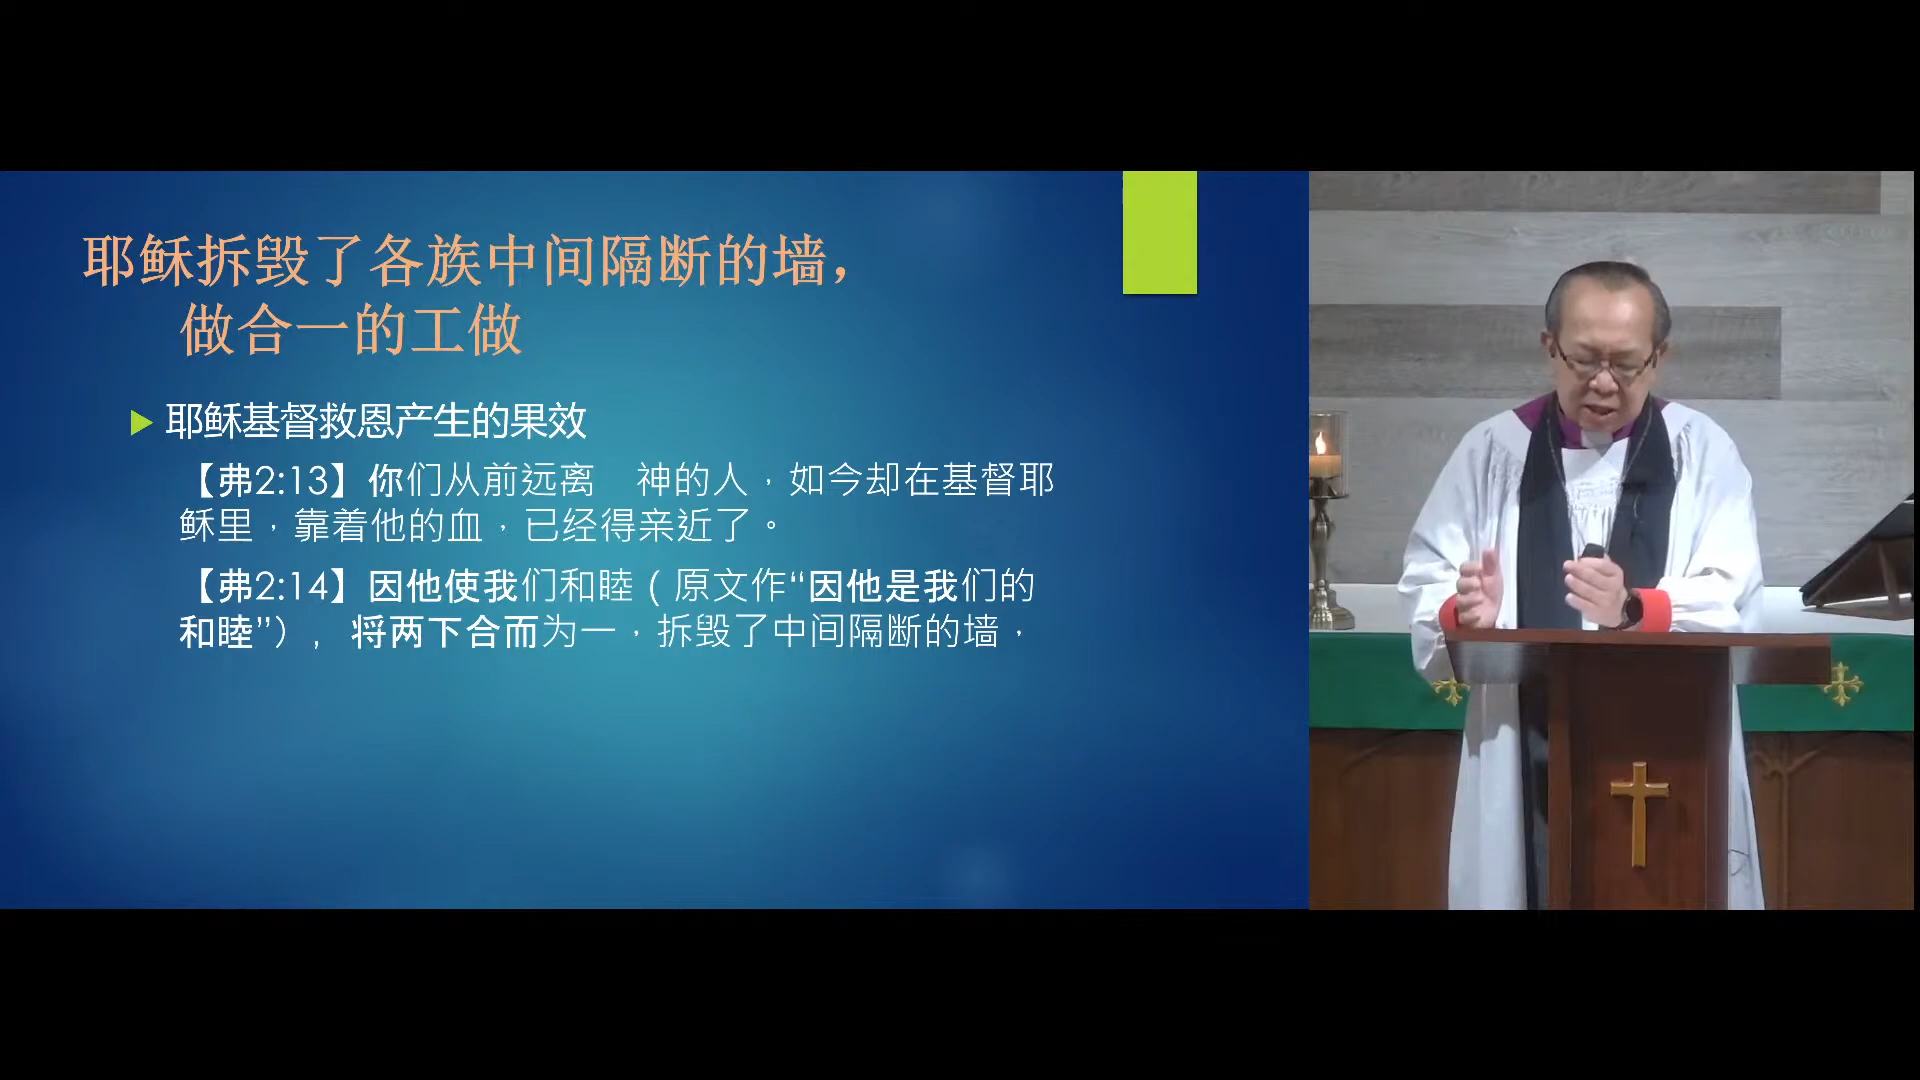 耶稣拆毁了各族中间隔断的墙，
做合一的工做
耶稣基督救恩产生的果效
【弗2:13】你们从前远离　神的人，如今却在基督耶
稣里，靠着他的血，已经得亲近了。
【弗2:14】因他使我们和睦（原文作“因他是我们的
和睦”），将两下合而为一，拆毁了中间隔断的墙，